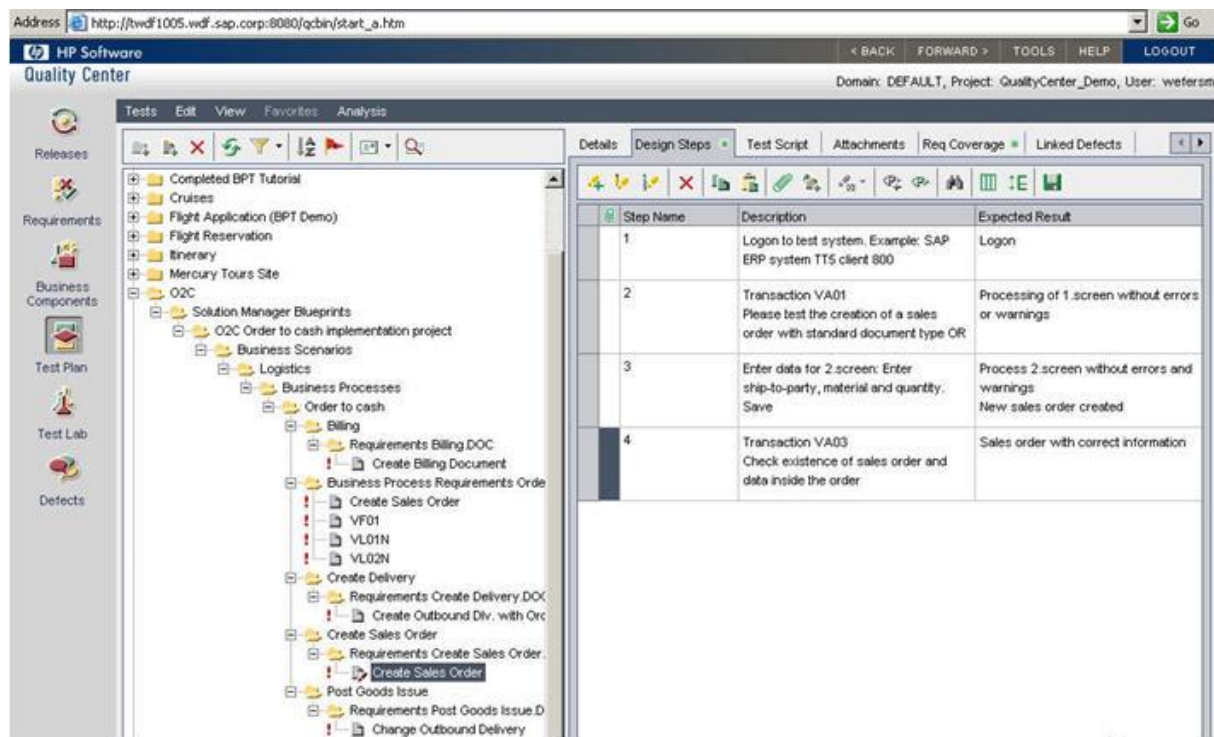 Address http://twdf1005.wdf.sap.corp:8080/qcbin/start_a.htm Go
HP Software
< BACK FORWARD > TOOLS HELP LOGOUT
Quality Center
Domain: DEFAULT, Project: QualityCenter_Demo, User: wefersm
Releases
Requirements
Business
Components
Test Plan
Test Lab
Defects
Tests Edit View Favorites Analysis
Completed BPT Tutorial
Cruises
Flight Application (BPT Demo)
Flight Reservation
Itinerary
Mercury Tours Site
O2C
Solution Manager Blueprints
O2C Order to cash implementation project
Business Scenarios
Logistics
Business Processes
Order to cash
Billing
Requirements Billing.DOC
Create Billing Document
Business Process Requirements Orde
Create Sales Order
VF01
VL01N
VL02N
Create Delivery
Requirements Create Delivery.DOC
Create Outbound Dlv. with Orc
Create Sales Order
Requirements Create Sales Order.
Create Sales Order
Post Goods Issue
Requirements Post Goods Issue.D
Change Outbound Delivery
Details Design Steps Test Script Attachments Req Coverage Linked Defects
Step Name Description Expected Result
1 Logon to test system. Example: SAP Logon
ERP system TT5 client 800
2 Transaction VA01 Processing of 1.screen without errors
Please test the creation of a sales or warnings
order with standard document type OR
3 Enter data for 2.screen: Enter Process 2.screen without errors and
ship-to-party, material and quantity. warnings
Save New sales order created
4 Transaction VA03 Sales order with correct information
Check existence of sales order and
data inside the order